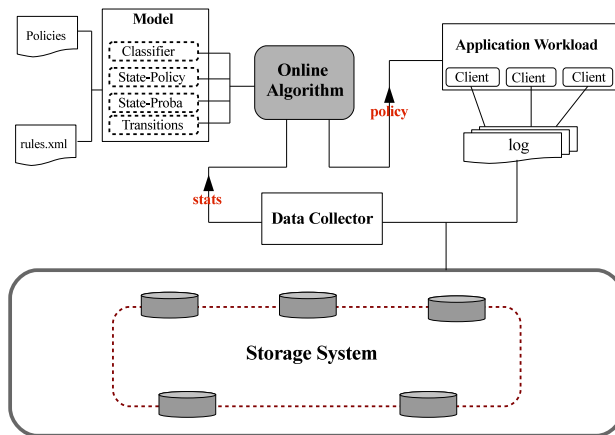 Policies
rules.xml
Model
Classifier
State-Policy
State-Proba
Transitions
Online
Algorithm
policy
stats
Application Workload
Client
Client
Client
log
Data Collector
Storage System